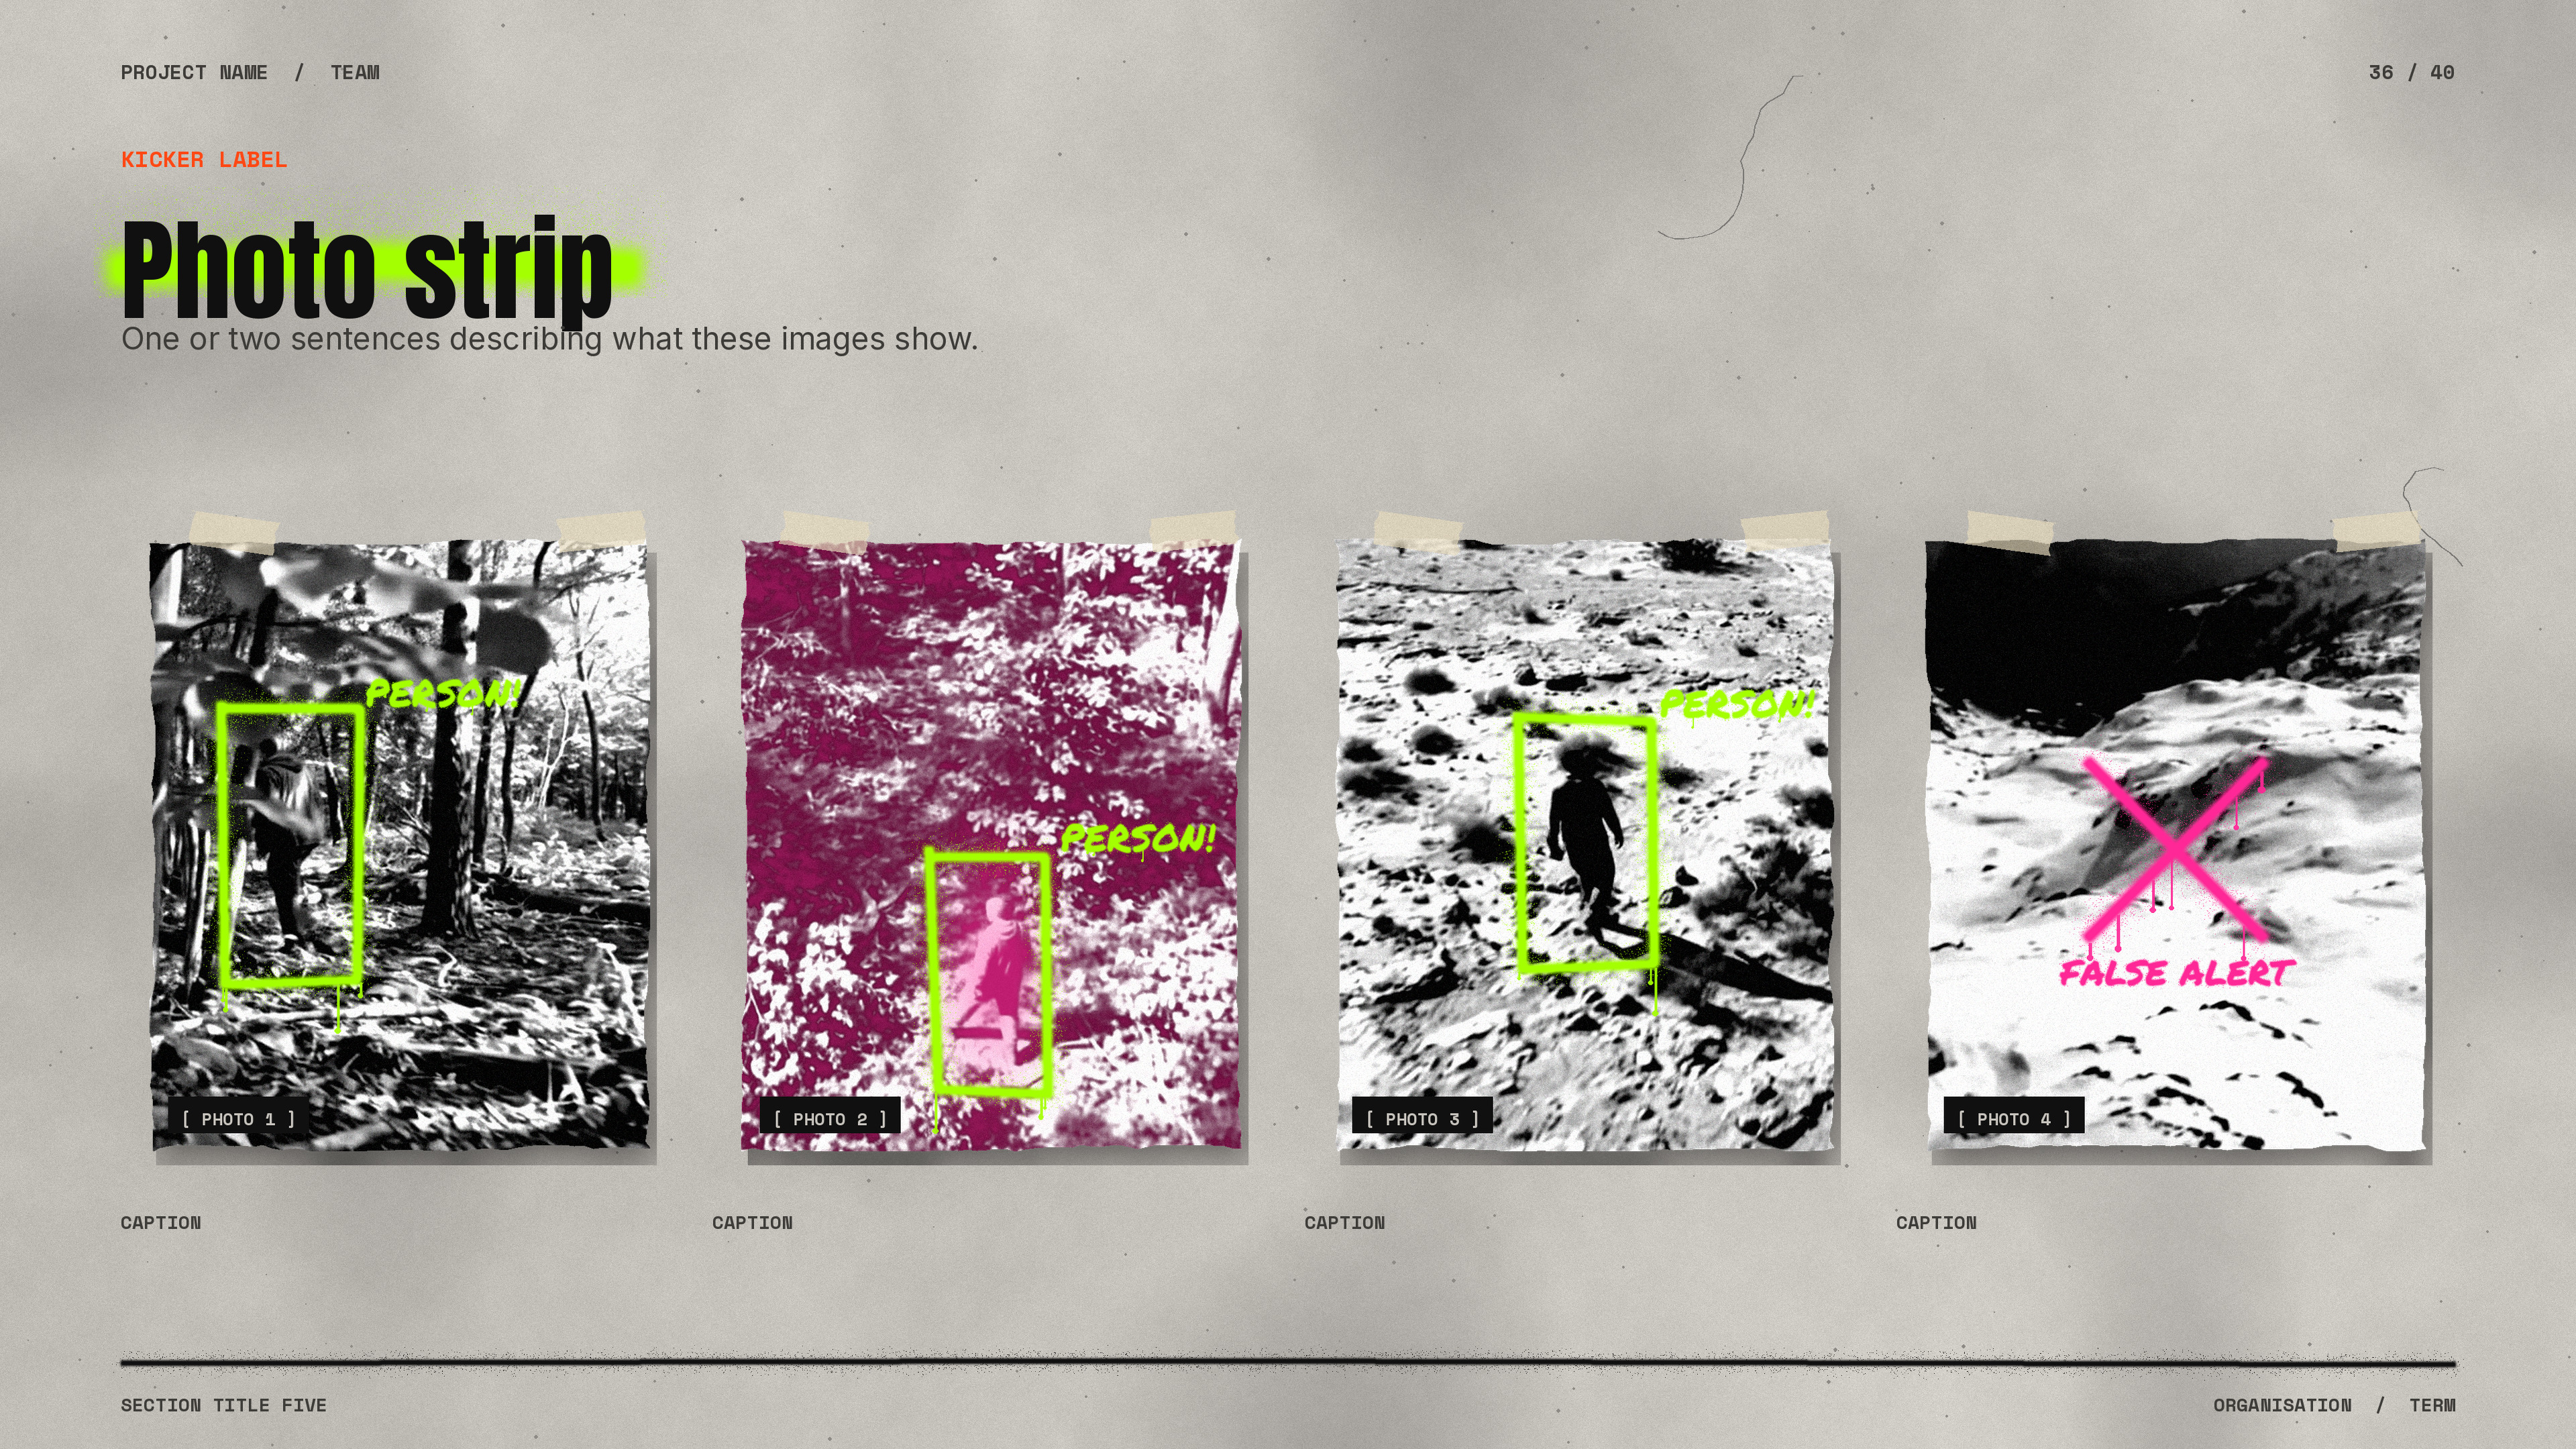 PROJECT NAME / TEAM
36 / 40
KICKER LABEL
Photo strip
One or two sentences describing what these images show.
PERSON!
PERSON!
PERSON!
FALSE ALERT
[ PHOTO 1 ]
[ PHOTO 2 ]
[ PHOTO 3 ]
[ PHOTO 4 ]
CAPTION
CAPTION
CAPTION
CAPTION
SECTION TITLE FIVE
ORGANISATION / TERM